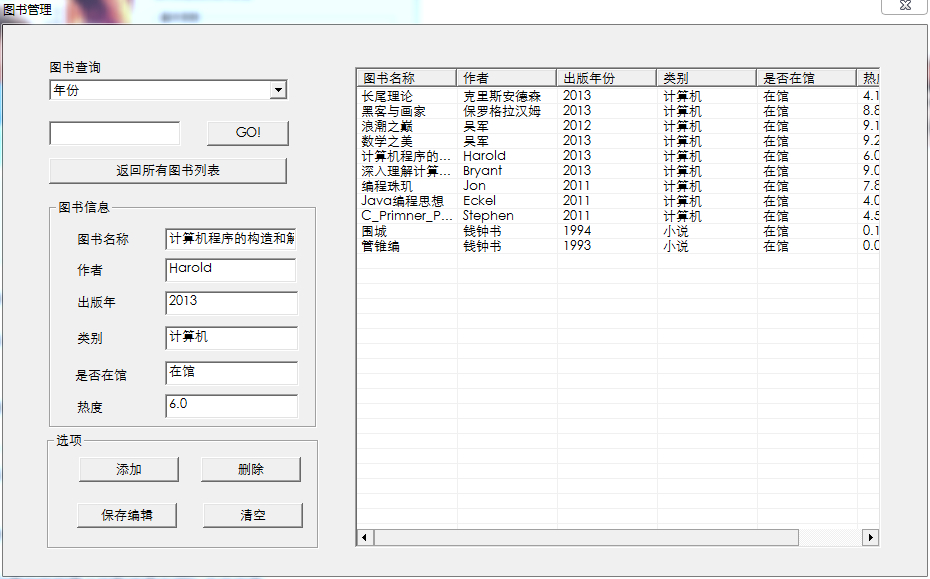 图书管理
图书查询
年份
GO!
返回所有图书列表
图书信息
图书名称 计算机程序的构造和解
作者 Harold
出版年 2013
类别 计算机
是否在馆 在馆
热度 6.0
选项
添加 删除
保存编辑 清空
图书名称 作者 出版年份 类别 是否在馆 热度
长尾理论 克里斯安德森 2013 计算机 在馆 4.1
黑客与画家 保罗格拉汉姆 2013 计算机 在馆 8.8
浪潮之巅 吴军 2012 计算机 在馆 9.1
数学之美 吴军 2013 计算机 在馆 9.2
计算机程序的... Harold 2013 计算机 在馆 6.0
深入理解计算... Bryant 2013 计算机 在馆 9.0
编程珠玑 Jon 2011 计算机 在馆 7.8
Java编程思想 Eckel 2011 计算机 在馆 4.0
C_Primner_P... Stephen 2011 计算机 在馆 4.5
围城 钱钟书 1994 小说 在馆 0.1
管锥编 钱钟书 1993 小说 在馆 0.0